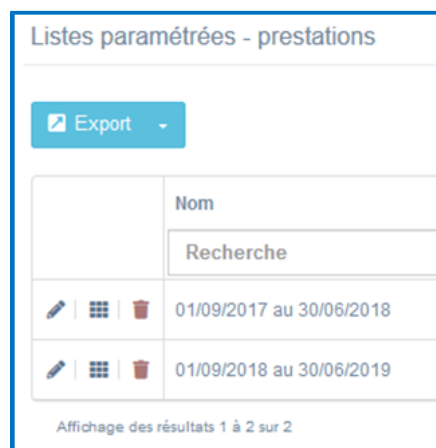 Listes paramétrées - prestations
Export
Nom
Recherche
01/09/2017 au 30/06/2018
01/09/2018 au 30/06/2019
Affichage des résultats 1 à 2 sur 2